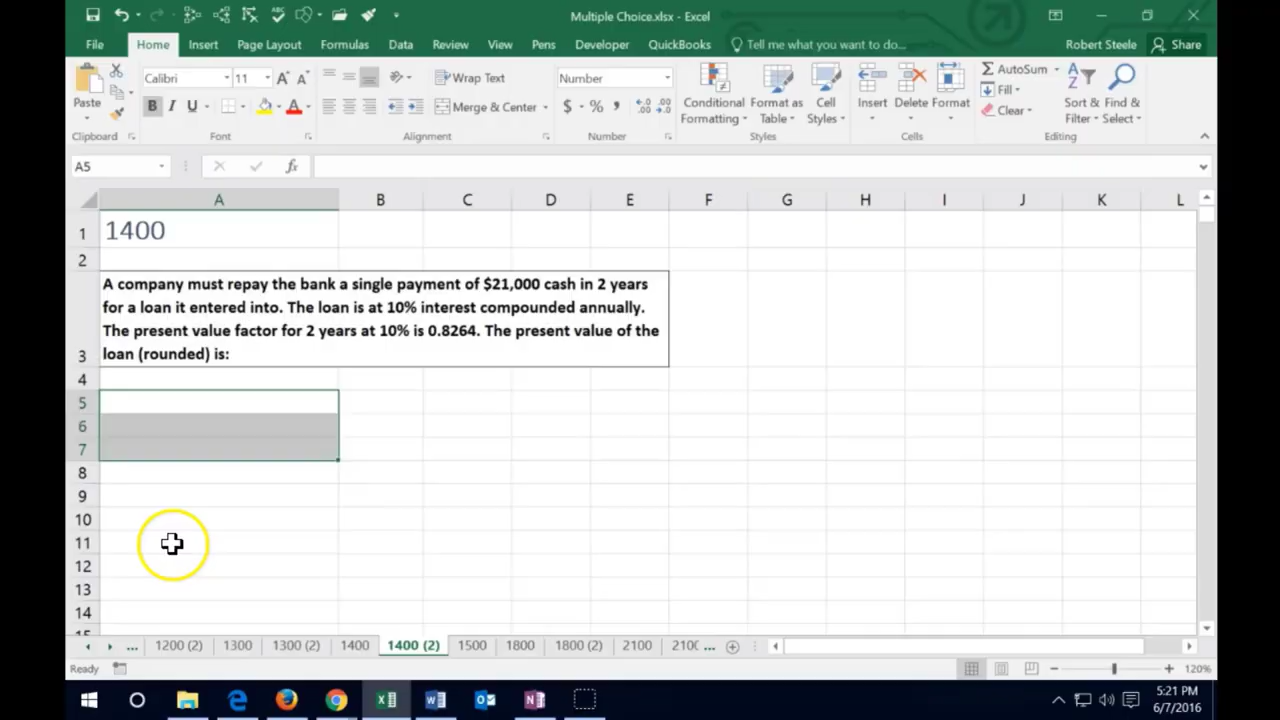 Multiple Choice.xlsx - Excel
File Home Insert Page Layout Formulas Data Review View Pens Developer QuickBooks Tell me what you want to do... Robert Steele Share
Paste
Calibri 11
Wrap Text
Number
Conditional Formatting
Format as Table
Cell Styles
Insert Delete Format
AutoSum
Fill
Clear
Sort & Filter
Find & Select
B I U
Merge & Center
$ % ,
Clipboard Font Alignment Number Styles Cells Editing
A5 fx
A B C D E F G H I J K L
1 1400
2
A company must repay the bank a single payment of $21,000 cash in 2 years
for a loan it entered into. The loan is at 10% interest compounded annually.
The present value factor for 2 years at 10% is 0.8264. The present value of the
3 loan (rounded) is:
4
5
6
7
8
9
10
11
12
13
14
15
... 1200 (2) 1300 1300 (2) 1400 1400 (2) 1500 1800 1800 (2) 2100 210( ...
Ready 120%
5:21 PM
6/7/2016